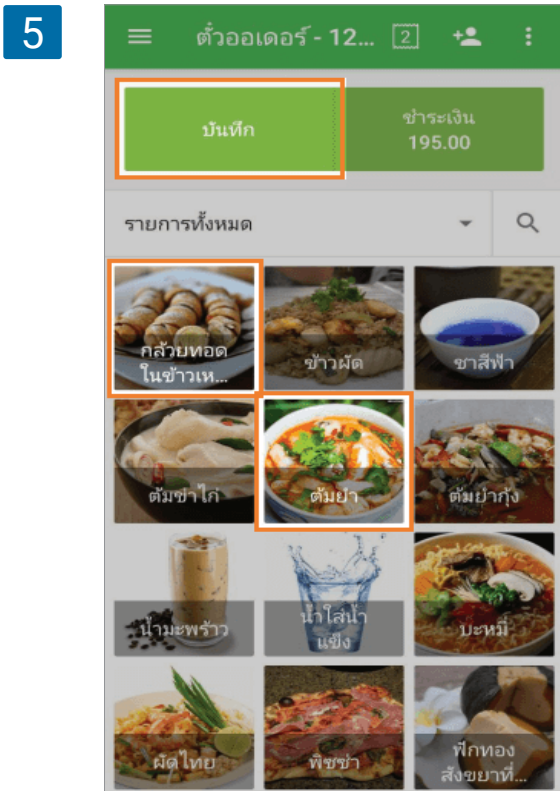 5
ตั๋วออเดอร์ - 12... 2
บันทึก
ชำระเงิน
195.00
รายการทั้งหมด
กล้วยทอด
ในข้าวเห...
ข้าวผัด
ชาสีฟ้า
ต้มข่าไก่
ต้มยำ
ต้มยำกุ้ง
น้ำมะพร้าว
น้ำใส่น้ำ
แข็ง
บะหมี่
ผัดไทย
พิซซ่า
ฟักทอง
สังขยาที่...